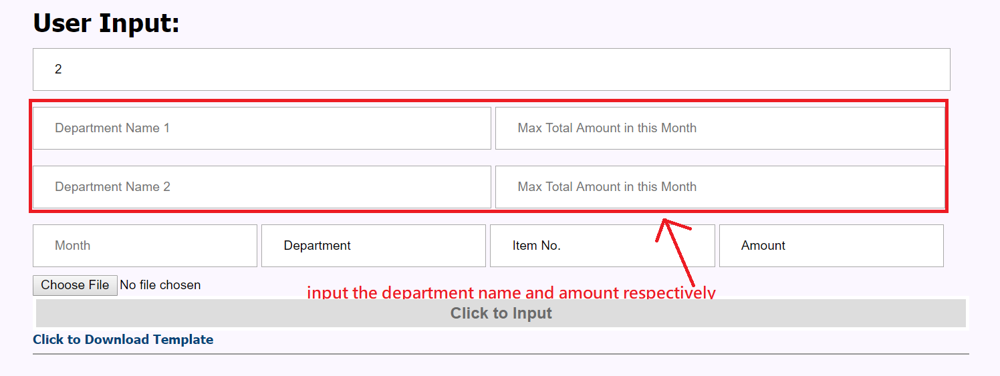 User Input:
2
Department Name 1 Max Total Amount in this Month
Department Name 2 Max Total Amount in this Month
Month Department Item No. Amount
Choose File No file chosen
input the department name and amount respectively
Click to Input
Click to Download Template